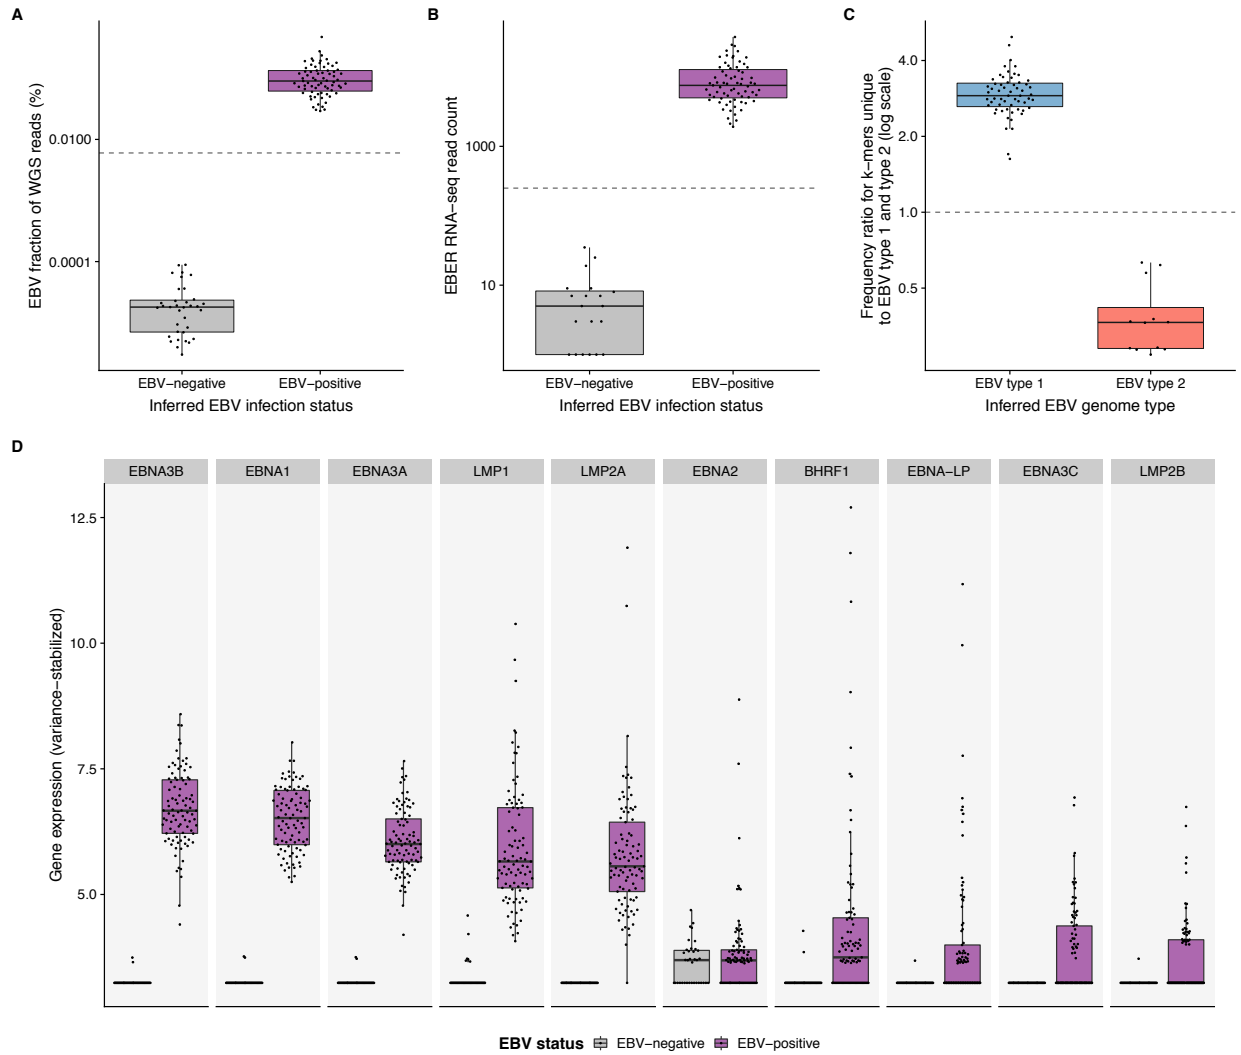 A
EBV fraction of WGS reads (%)
0.0100
0.0001
EBV−negative EBV−positive
Inferred EBV infection status
B
EBER RNA−seq read count
1000
10
EBV−negative EBV−positive
Inferred EBV infection status
C
Frequency ratio for k−mers unique
to EBV type 1 and type 2 (log scale)
4.0
2.0
1.0
0.5
EBV type 1 EBV type 2
Inferred EBV genome type
D
EBNA3B EBNA1 EBNA3A LMP1 LMP2A EBNA2 BHRF1 EBNA−LP EBNA3C LMP2B
Gene expression (variance−stabilized)
12.5
10.0
7.5
5.0
EBV status EBV−negative EBV−positive